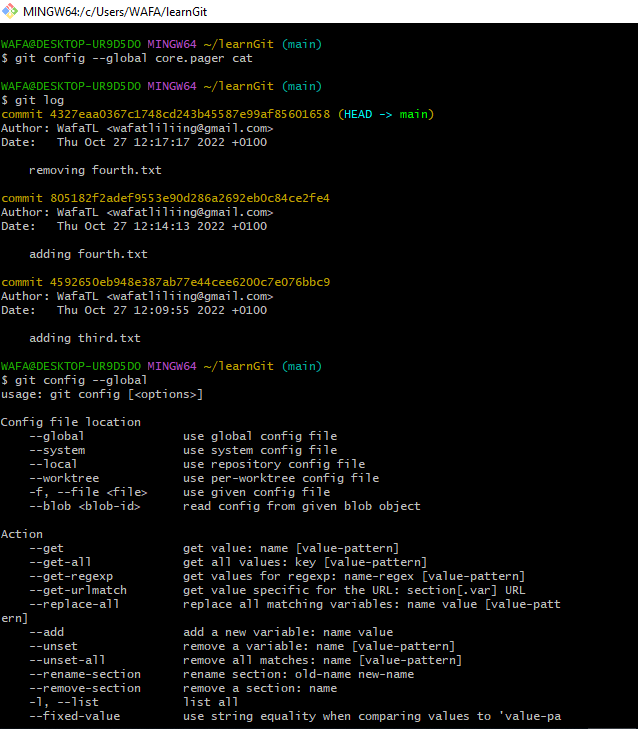 MINGW64:/c/Users/WAFA/learnGit
WAFA@DESKTOP-UR9D5DO MINGW64 ~/learnGit (main)
$ git config --global core.pager cat
WAFA@DESKTOP-UR9D5DO MINGW64 ~/learnGit (main)
$ git log
commit 4327eaa0367c1748cd243b45587e99af85601658 (HEAD -> main)
Author: WafaTL <wafatliliing@gmail.com>
Date:   Thu Oct 27 12:17:17 2022 +0100
    removing fourth.txt
commit 805182f2adef9553e90d286a2692eb0c84ce2fe4
Author: WafaTL <wafatliliing@gmail.com>
Date:   Thu Oct 27 12:14:13 2022 +0100
    adding fourth.txt
commit 4592650eb948e387ab77e44cee6200c7e076bbc9
Author: WafaTL <wafatliliing@gmail.com>
Date:   Thu Oct 27 12:09:55 2022 +0100
    adding third.txt
WAFA@DESKTOP-UR9D5DO MINGW64 ~/learnGit (main)
$ git config --global
usage: git config [<options>]
Config file location
    --global              use global config file
    --system              use system config file
    --local               use repository config file
    --worktree            use per-worktree config file
    -f, --file <file>     use given config file
    --blob <blob-id>      read config from given blob object
Action
    --get                 get value: name [value-pattern]
    --get-all             get all values: key [value-pattern]
    --get-regexp          get values for regexp: name-regex [value-pattern]
    --get-urlmatch        get value specific for the URL: section[.var] URL
    --replace-all         replace all matching variables: name value [value-patt
ern]
    --add                 add a new variable: name value
    --unset               remove a variable: name [value-pattern]
    --unset-all           remove all matches: name [value-pattern]
    --rename-section      rename section: old-name new-name
    --remove-section      remove a section: name
    -l, --list            list all
    --fixed-value         use string equality when comparing values to 'value-pa